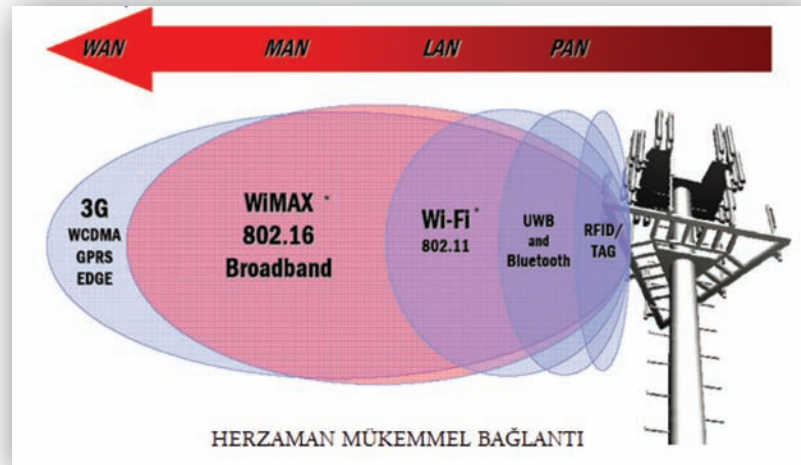 WAN MAN LAN PAN
3G
WCDMA
GPRS
EDGE
WiMAX *
802.16
Broadband
Wi-Fi *
802.11
UWB
and
Bluetooth
RFID/
TAG
HERZAMAN MÜKEMMEL BAĞLANTI